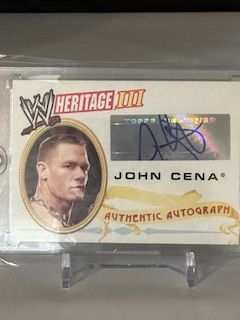 W HERITAGE III
TOPPS CERTIFIED
JOHN CENA®
AUTHENTIC AUTOGRAPH